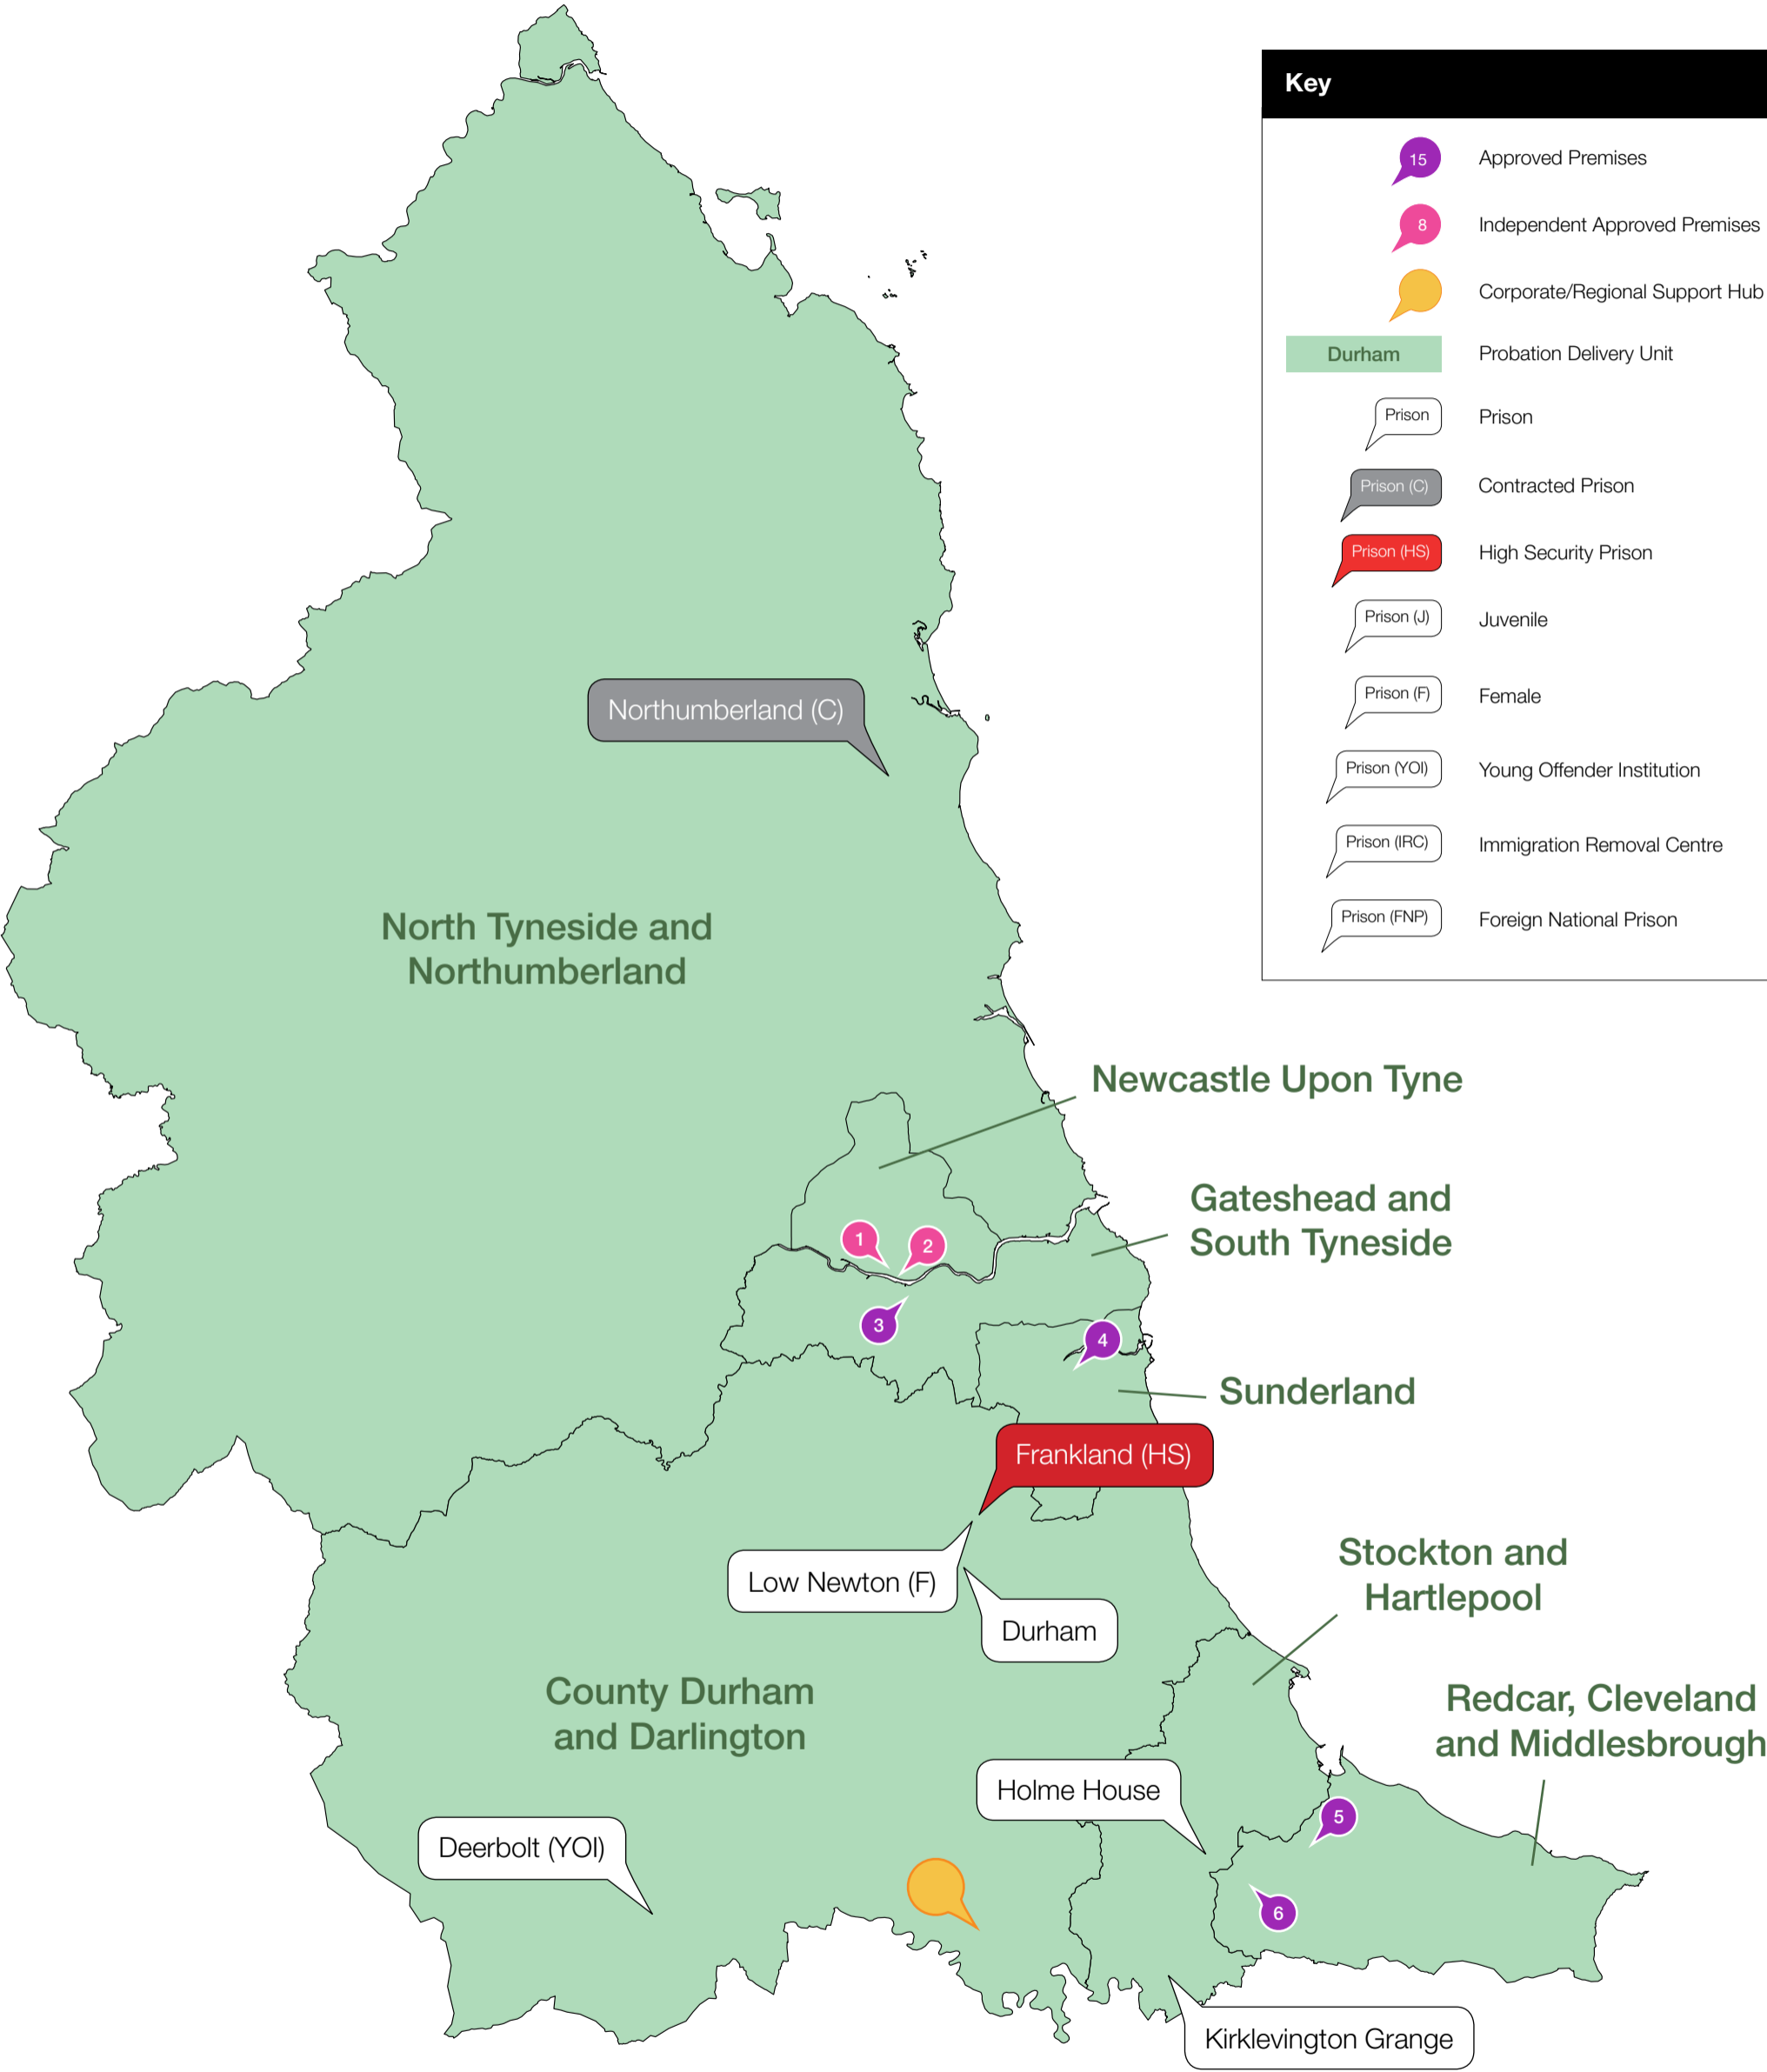 Key
15
Approved Premises
8
Independent Approved Premises
Corporate/Regional Support Hub
Durham
Probation Delivery Unit
Prison
Prison
Prison (C)
Contracted Prison
Prison (HS)
High Security Prison
Prison (J)
Juvenile
Prison (F)
Female
Prison (YOI)
Young Offender Institution
Prison (IRC)
Immigration Removal Centre
Prison (FNP)
Foreign National Prison
Northumberland (C)
North Tyneside and
Northumberland
Newcastle Upon Tyne
Gateshead and
South Tyneside
1
2
3
4
Sunderland
Frankland (HS)
Low Newton (F)
Durham
Stockton and
Hartlepool
County Durham
and Darlington
Redcar, Cleveland
and Middlesbrough
Holme House
5
Deerbolt (YOI)
6
Kirklevington Grange